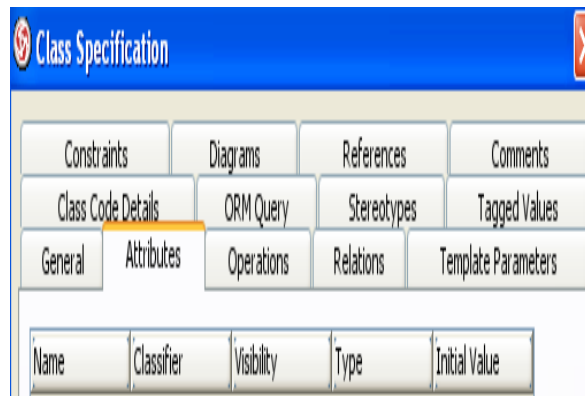 Class Specification
Constraints Diagrams References Comments
Class Code Details ORM Query Stereotypes Tagged Values
General Attributes Operations Relations Template Parameters
Name Classifier Visibility Type Initial Value